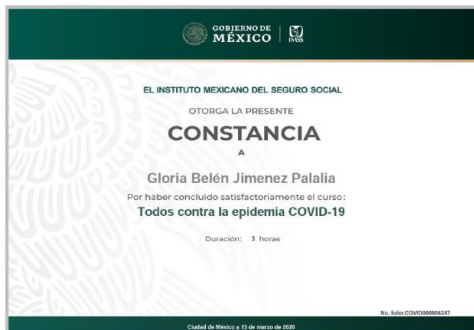 GOBIERNO DE
MÉXICO
IMSS
EL INSTITUTO MEXICANO DEL SEGURO SOCIAL
OTORGA LA PRESENTE
CONSTANCIA
A
Gloria Belén Jimenez Palalia
Por haber concluido satisfactoriamente el curso:
Todos contra la epidemia COVID-19
Duración: 3 horas
No. folio:COVID000006247
Ciudad de México a 13 de marzo de 2020